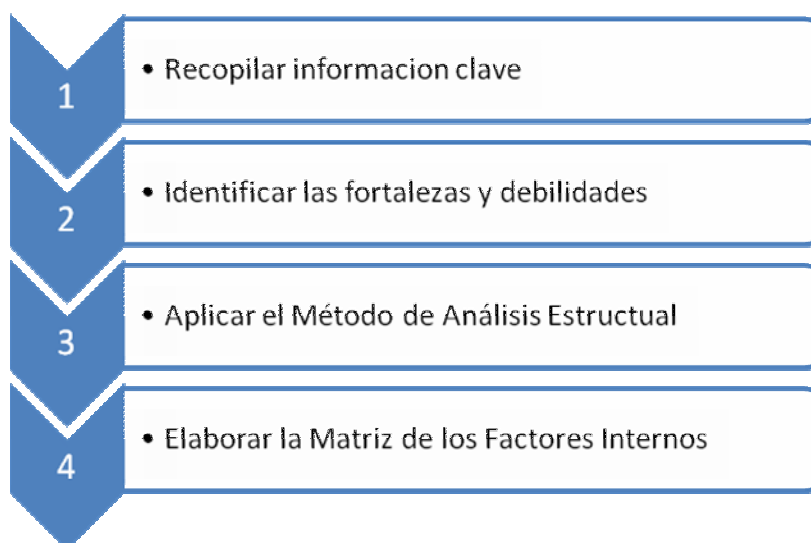 1
• Recopilar informacion clave
2
• Identificar las fortalezas y debilidades
3
• Aplicar el Método de Análisis Estructual
4
• Elaborar la Matriz de los Factores Internos